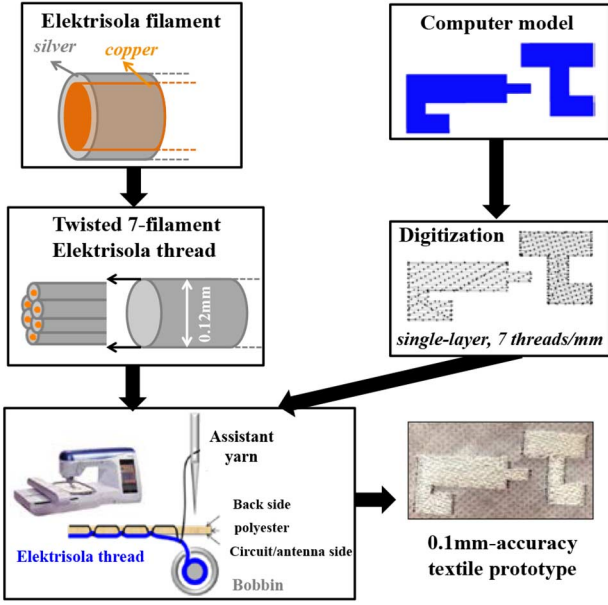 Elektrisola filament
silver
copper
Twisted 7-filament
Elektrisola thread
0.12mm
Computer model
Digitization
single-layer, 7 threads/mm
Assistant
yarn
Back side
polyester
Circuit/antenna side
Elektrisola thread
Bobbin
0.1mm-accuracy
textile prototype